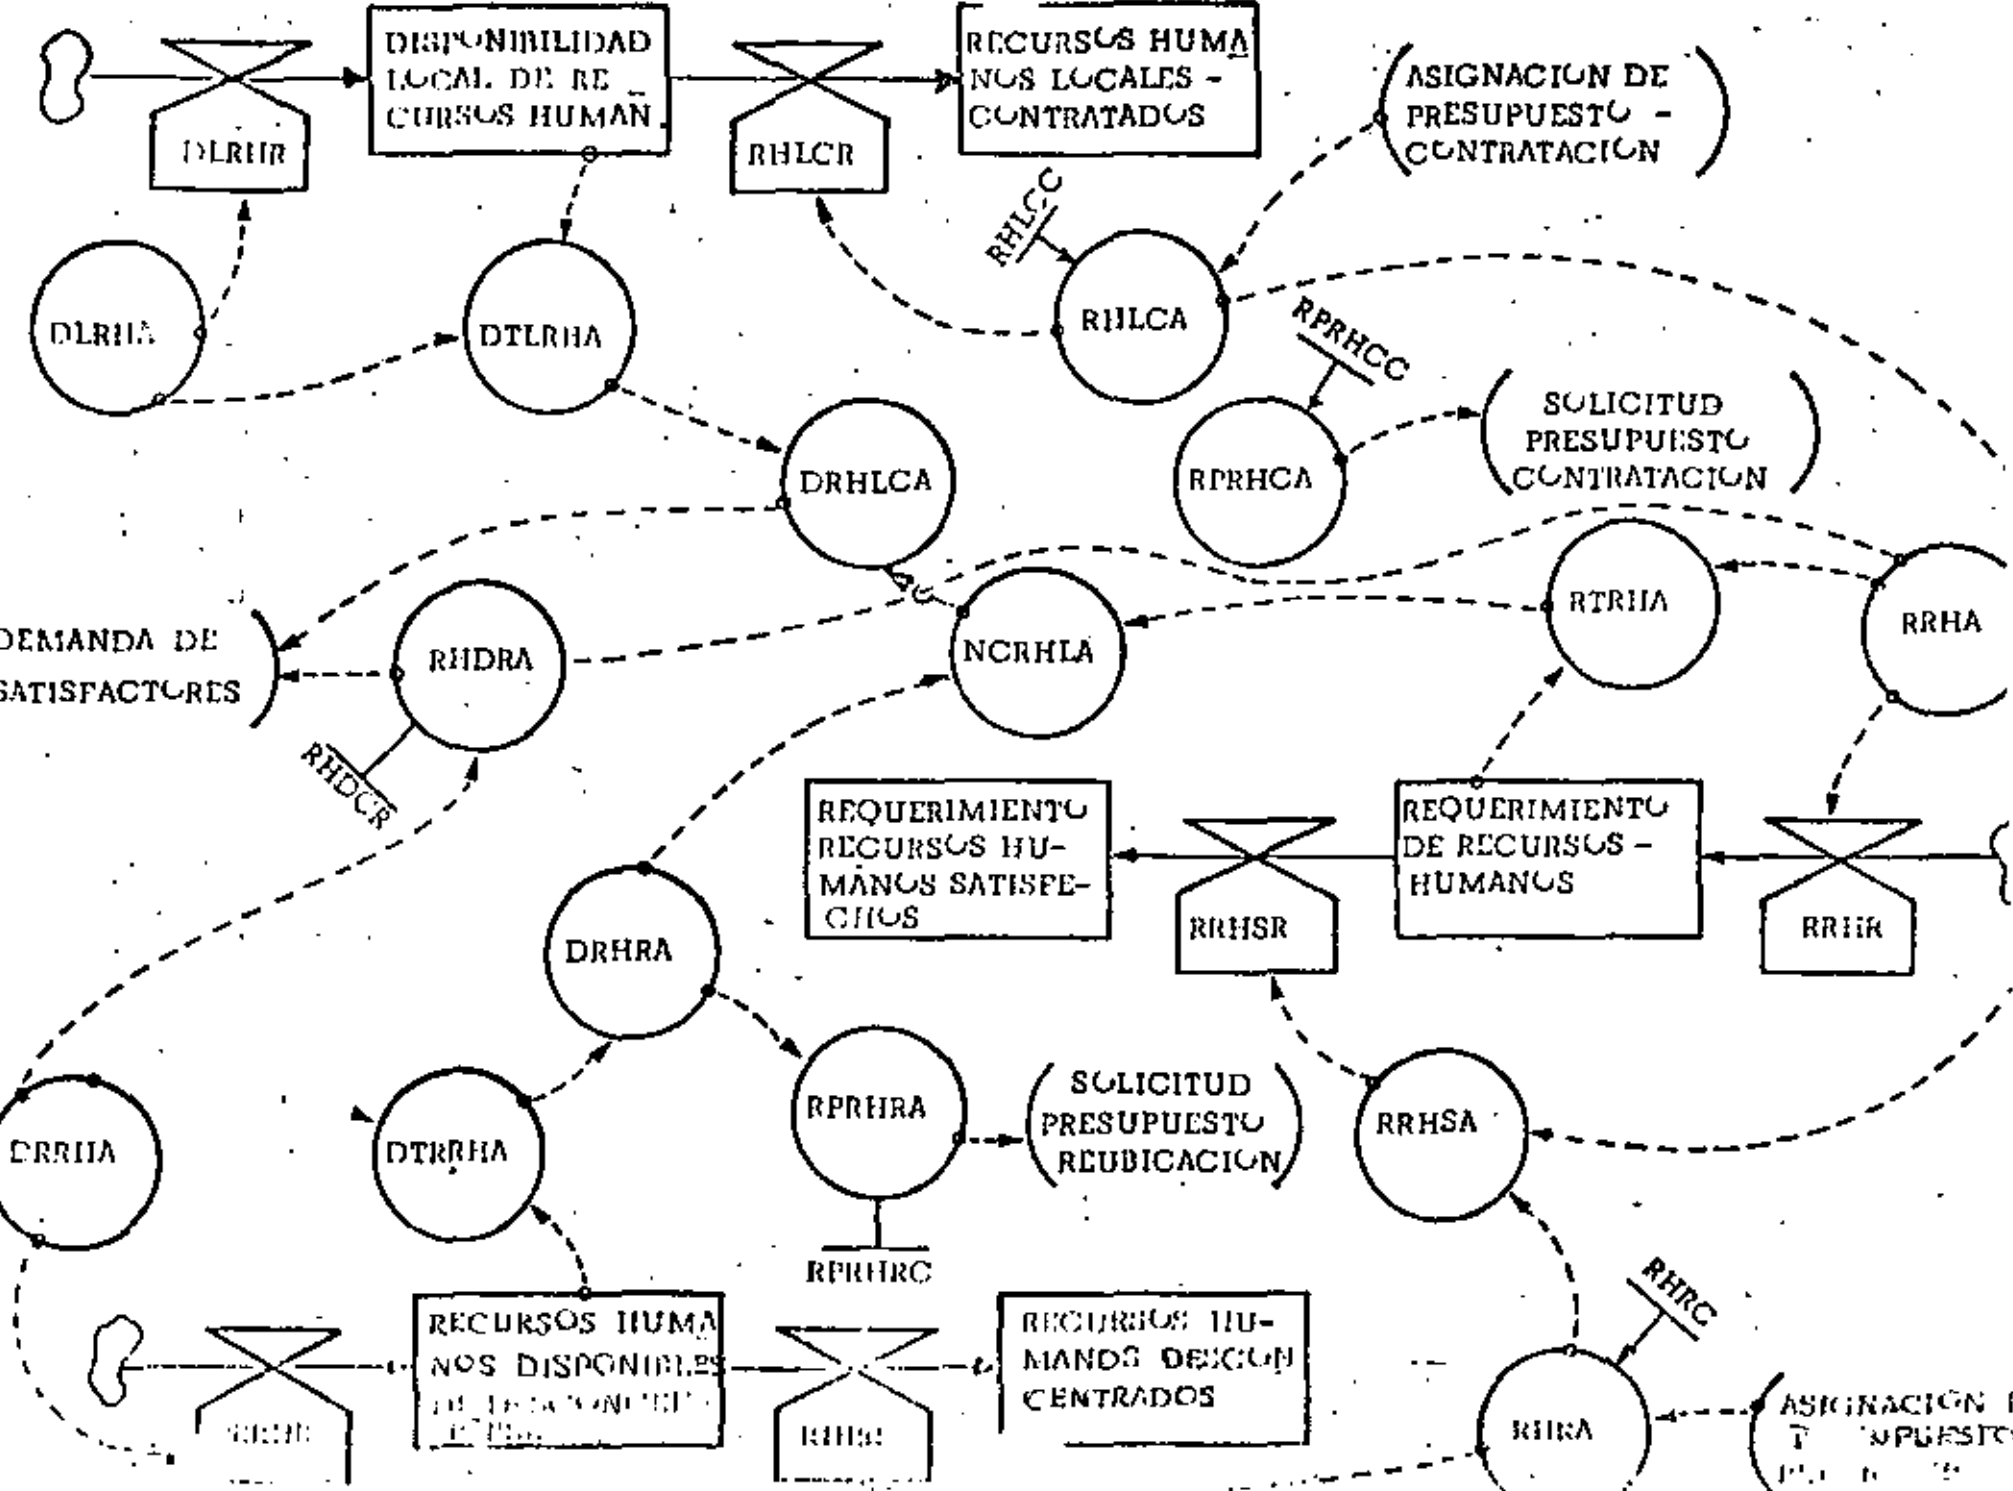 DISPONIBILIDAD
LOCAL DE RE
CURSOS HUMAN.
RECURSOS HUMA
NOS LOCALES -
CONTRATADOS
ASIGNACION DE
PRESUPUESTO -
CONTRATACION
DLRHR
RHLCR
RHLCC
DLRHA
DTLRHA
RHLCA
RPRHCC
SOLICITUD
PRESUPUESTO
CONTRATACION
DRHLCA
RPRHCA
RTRHA
RRHA
DEMANDA DE
SATISFACTORES
RHDRA
NCRHLA
RHDCR
REQUERIMIENTO
RECURSOS HU-
MANOS SATISFE-
CHOS
REQUERIMIENTO
DE RECURSOS -
HUMANOS
RRHSR
RRHR
DRHRA
RPRHRA
SOLICITUD
PRESUPUESTO
REUBICACION
RRHSA
DRRHA
DTRRHA
RPRHRC
RHRC
RECURSOS HUMA
NOS DISPONIBLES
RECURSOS HU-
MANOS DESCON
CENTRADOS
RHRA
ASIGNACION